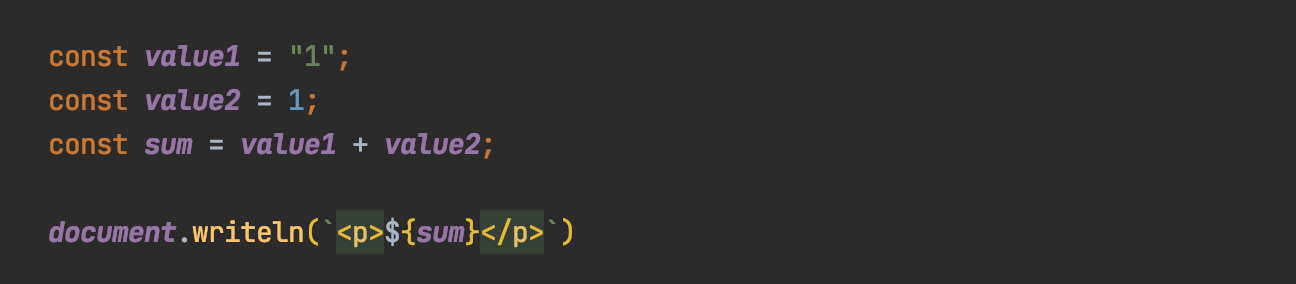 const value1 = "1";
const value2 = 1;
const sum = value1 + value2;
document.writeln(`<p>${sum}</p>`)